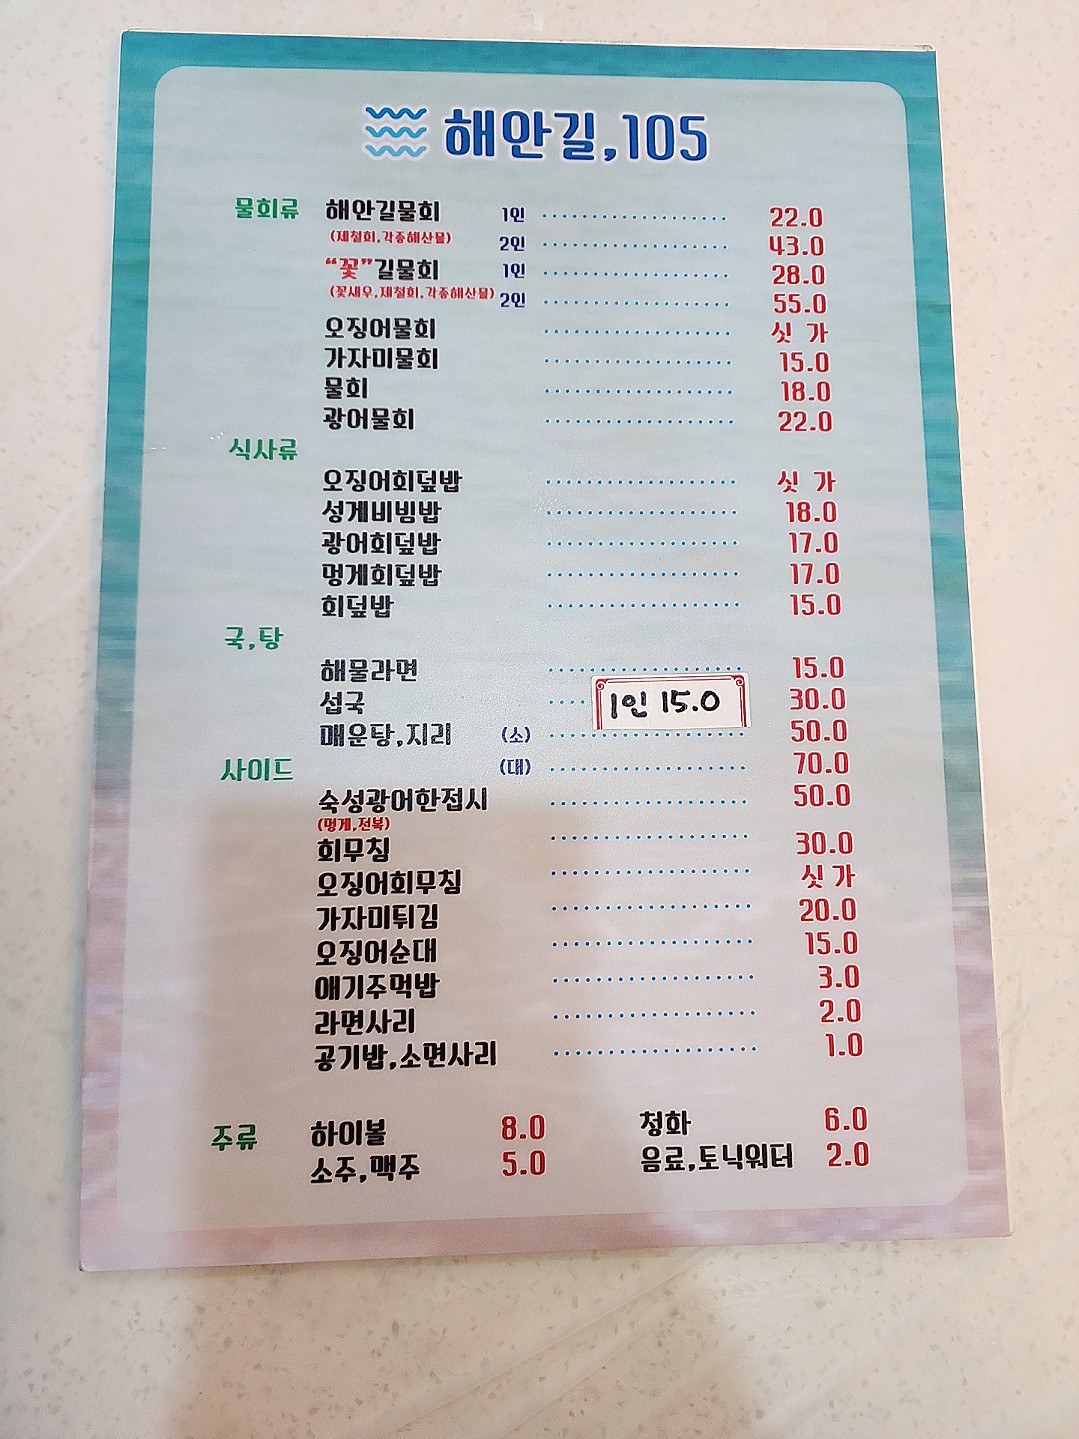 해안길,105
물회류 해안길물회 1인 22.0
(제철회,각종해산물) 2인 43.0
"꽃"길물회 1인 28.0
(꽃새우,제철회,각종해산물) 2인 55.0
오징어물회 싯 가
가자미물회 15.0
물회 18.0
광어물회 22.0
식사류
오징어회덮밥 싯 가
성게비빔밥 18.0
광어회덮밥 17.0
멍게회덮밥 17.0
회덮밥 15.0
국,탕
해물라면 15.0
섭국 1인 15.0 30.0
매운탕,지리 (소) 50.0
사이드 (대) 70.0
숙성광어한접시 50.0
(멍게,전복)
회무침 30.0
오징어회무침 싯 가
가자미튀김 20.0
오징어순대 15.0
애기주먹밥 3.0
라면사리 2.0
공기밥,소면사리 1.0
주류 하이볼 8.0 청화 6.0
소주,맥주 5.0 음료,토닉워터 2.0